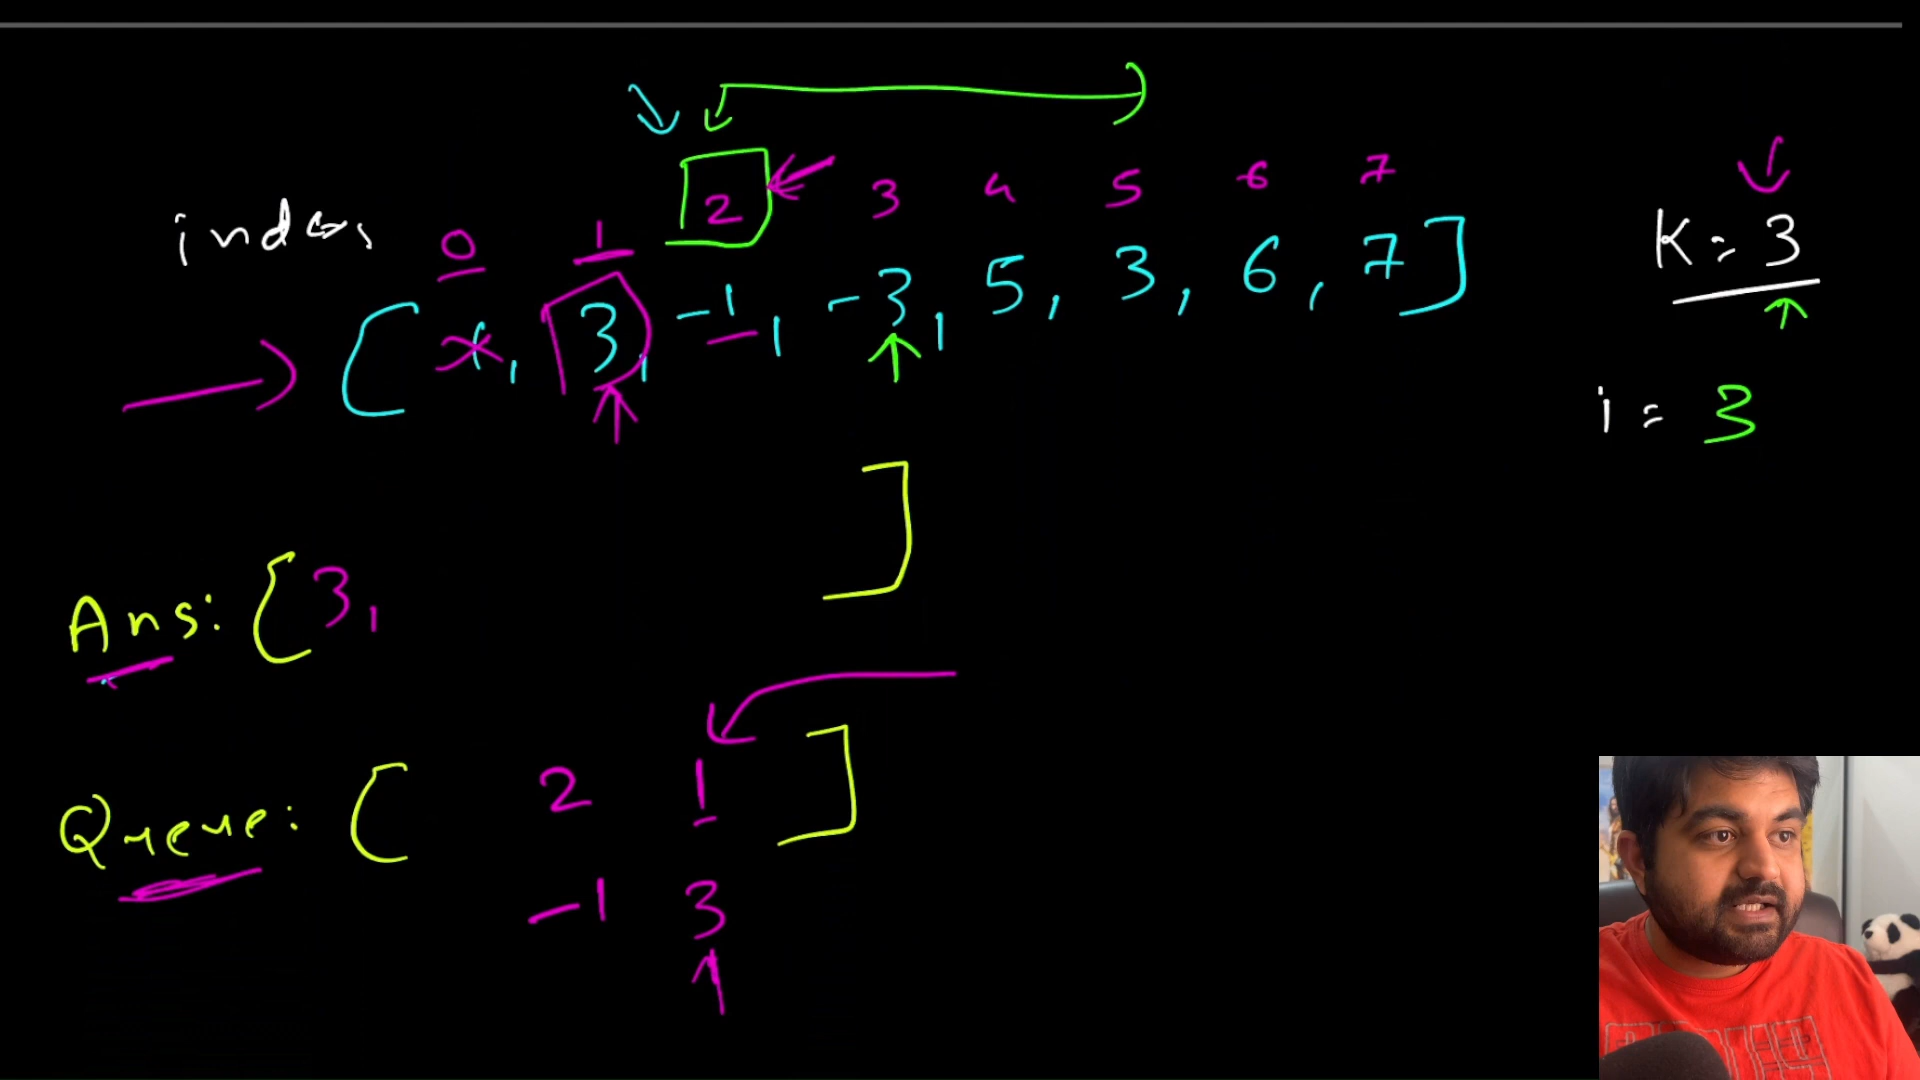 index 0 1 2 3 4 5 6 7
[ 1, 3, -1, -3, 5, 3, 6, 7 ]
K = 3
i = 3
Ans: [ 3, ]
Queue: [ 2 1 ]
-1 3